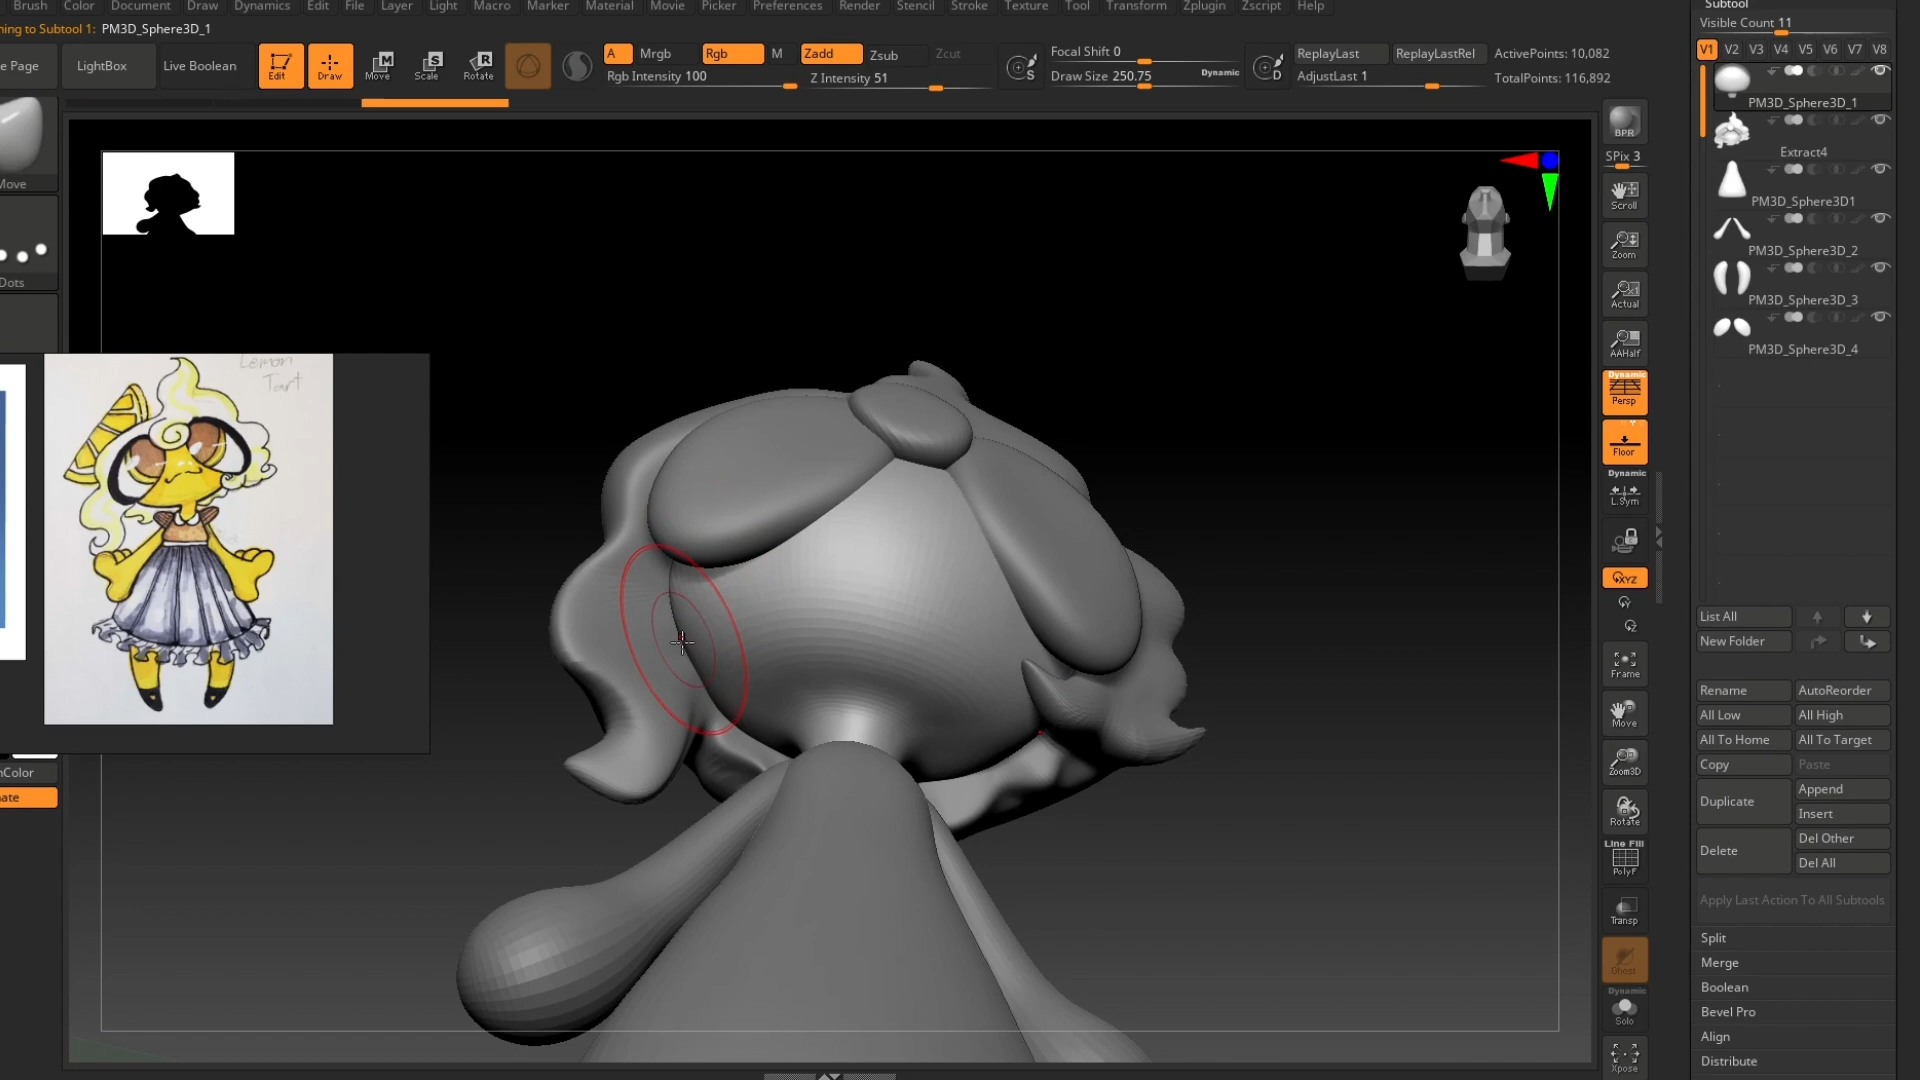 Brush Color Document Draw Dynamics Edit File Layer Light Macro Marker Material Movie Picker Preferences Render Stencil Stroke Texture Tool Transform Zplugin Zscript Help
ning to Subtool 1: PM3D_Sphere3D_1
e Page LightBox Live Boolean
Edit Draw Move Scale Rotate
A Mrgb Rgb M Zadd Zsub Zcut
Rgb Intensity 100 Z Intensity 51
S
Focal Shift 0
Draw Size 250.75 Dynamic
D
ReplayLast ReplayLastRel
AdjustLast 1
ActivePoints: 10,082
TotalPoints: 116,892
Move
Dots
Lemon
Tart
nColor
ate
BPR
SPix 3
Scroll
Zoom
Actual
AAHalf
Dynamic
Persp
Floor
Dynamic
L.Sym
XYZ
Y
Z
Frame
Move
Zoom3D
Rotate
Line Fill
PolyF
Transp
Ghost
Dynamic
Solo
Xpose
Subtool
Visible Count 11
V1 V2 V3 V4 V5 V6 V7 V8
PM3D_Sphere3D_1
Extract4
PM3D_Sphere3D1
PM3D_Sphere3D_2
PM3D_Sphere3D_3
PM3D_Sphere3D_4
List All
New Folder
Rename AutoReorder
All Low All High
All To Home All To Target
Copy Paste
Duplicate Append
Insert
Delete Del Other
Del All
Apply Last Action To All Subtools
Split
Merge
Boolean
Bevel Pro
Align
Distribute